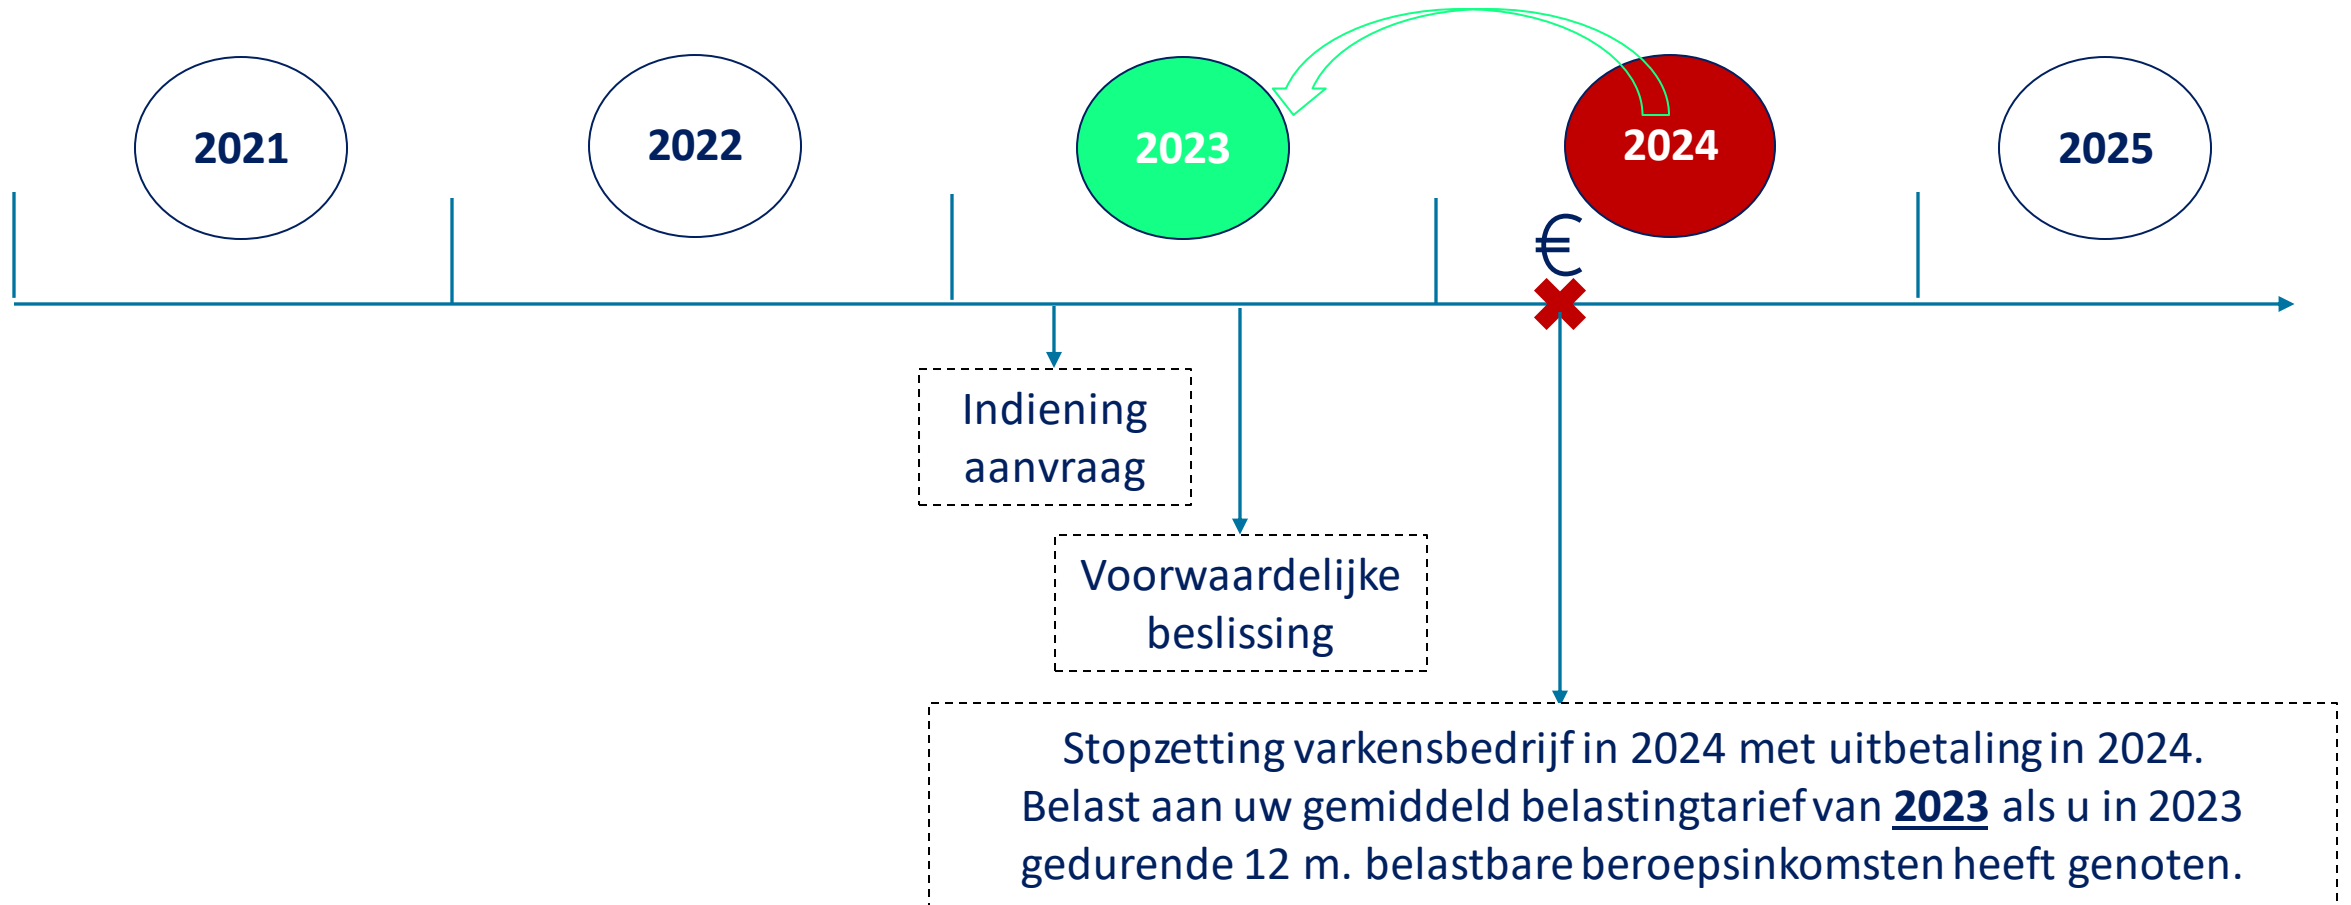 2021
2022
2023
2024
2025
€
Indiening
aanvraag
Voorwaardelijke
beslissing
Stopzetting varkensbedrijf in 2024 met uitbetaling in 2024.
Belast aan uw gemiddeld belastingtarief van 2023 als u in 2023
gedurende 12 m. belastbare beroepsinkomsten heeft genoten.